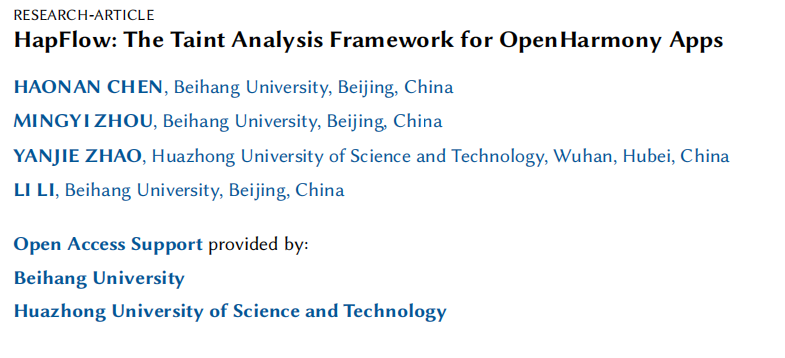 RESEARCH-ARTICLE
HapFlow: The Taint Analysis Framework for OpenHarmony Apps
HAONAN CHEN, Beihang University, Beijing, China
MINGYI ZHOU, Beihang University, Beijing, China
YANJIE ZHAO, Huazhong University of Science and Technology, Wuhan, Hubei, China
LI LI, Beihang University, Beijing, China
Open Access Support provided by:
Beihang University
Huazhong University of Science and Technology